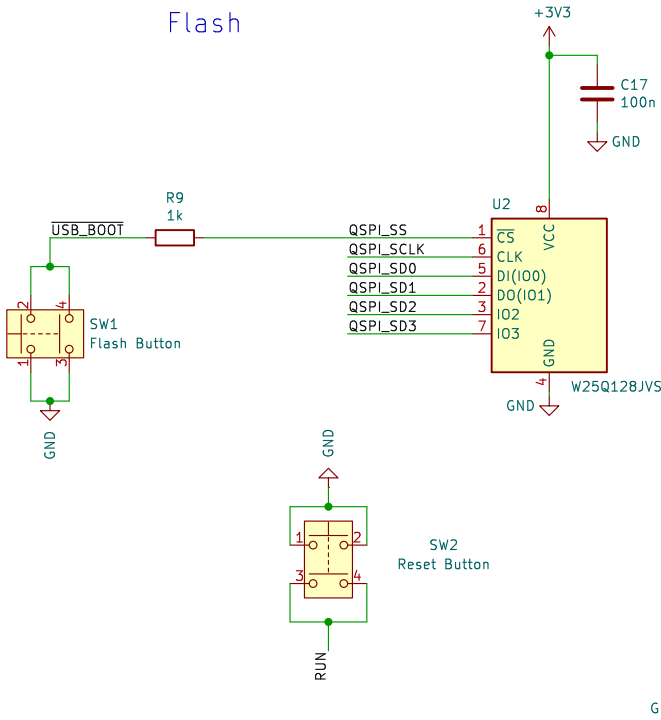 Flash
+3V3
C17
100n
GND
R9
1k
USB_BOOT
QSPI_SS
QSPI_SCLK
QSPI_SD0
QSPI_SD1
QSPI_SD2
QSPI_SD3
1
6
5
2
3
7
U2
8
VCC
CS
CLK
DI(IO0)
DO(IO1)
IO2
IO3
GND
4
W25Q128JVS
GND
2
4
SW1
Flash Button
1
3
GND
GND
1
2
3
4
SW2
Reset Button
RUN
G